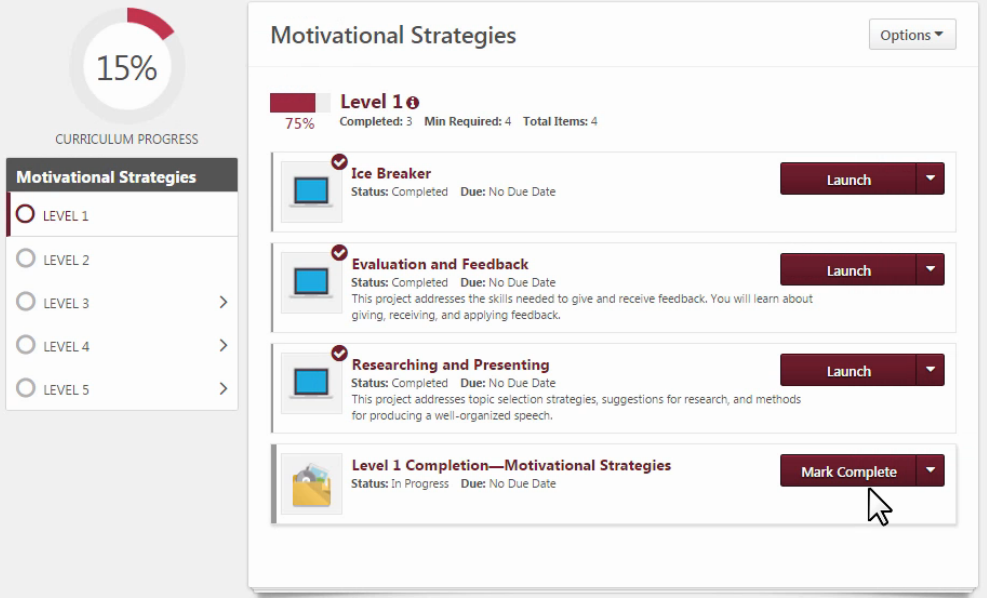 15%
CURRICULUM PROGRESS
Motivational Strategies
LEVEL 1
LEVEL 2
LEVEL 3
LEVEL 4
LEVEL 5
Motivational Strategies
Options
Level 1
75%
Completed: 3 Min Required: 4 Total Items: 4
Ice Breaker
Status: Completed Due: No Due Date
Launch
Evaluation and Feedback
Status: Completed Due: No Due Date
This project addresses the skills needed to give and receive feedback. You will learn about
giving, receiving, and applying feedback.
Launch
Researching and Presenting
Status: Completed Due: No Due Date
This project addresses topic selection strategies, suggestions for research, and methods
for producing a well-organized speech.
Launch
Level 1 Completion—Motivational Strategies
Status: In Progress Due: No Due Date
Mark Complete